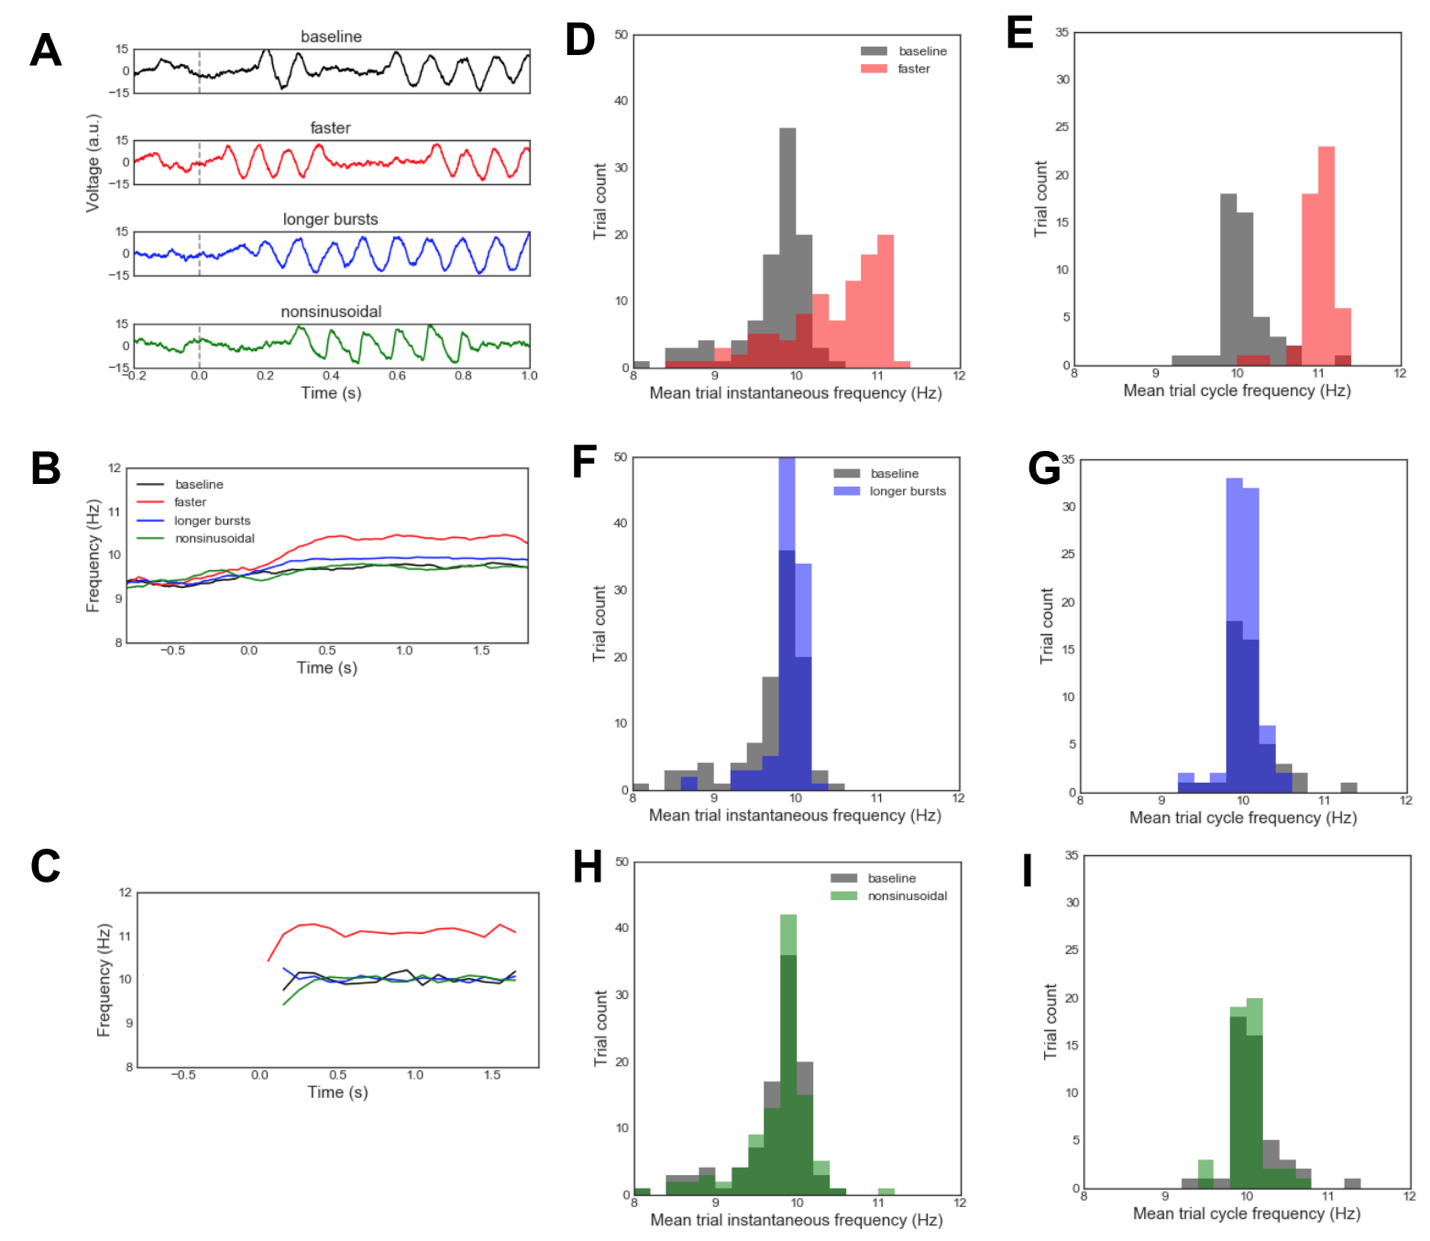 A
baseline
15
0
−15
faster
15
0
−15
Voltage (a.u.)
longer bursts
15
0
−15
nonsinusoidal
15
0
−15
−0.2 0.0 0.2 0.4 0.6 0.8 1.0
Time (s)
D
50
40
30
20
10
0
Trial count
baseline
faster
8 9 10 11 12
Mean trial instantaneous frequency (Hz)
E
35
30
25
20
15
10
5
0
Trial count
8 9 10 11 12
Mean trial cycle frequency (Hz)
B
12
11
10
9
8
Frequency (Hz)
baseline
faster
longer bursts
nonsinusoidal
−0.5 0.0 0.5 1.0 1.5
Time (s)
F
50
40
30
20
10
0
Trial count
baseline
longer bursts
8 9 10 11 12
Mean trial instantaneous frequency (Hz)
G
35
30
25
20
15
10
5
0
Trial count
8 9 10 11 12
Mean trial cycle frequency (Hz)
C
12
11
10
9
8
Frequency (Hz)
−0.5 0.0 0.5 1.0 1.5
Time (s)
H
50
40
30
20
10
0
Trial count
baseline
nonsinusoidal
8 9 10 11 12
Mean trial instantaneous frequency (Hz)
I
35
30
25
20
15
10
5
0
Trial count
8 9 10 11 12
Mean trial cycle frequency (Hz)